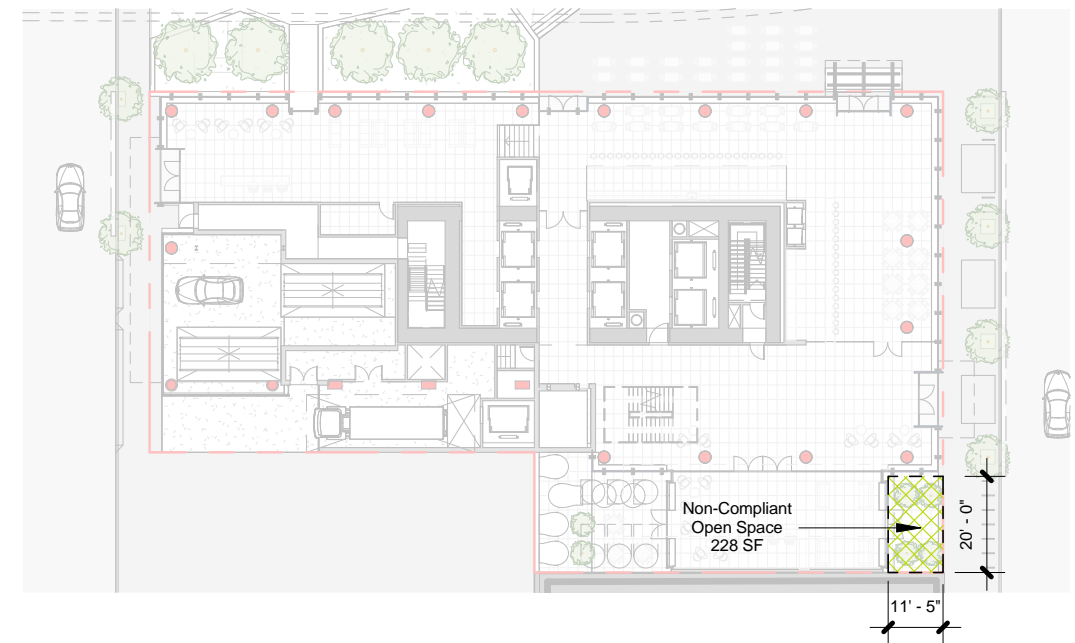 Non-Compliant
Open Space
228 SF
20' - 0"
11' - 5"